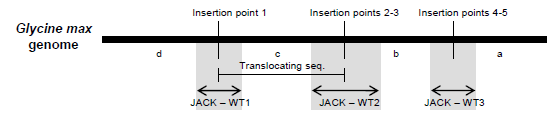 Glycine max
genome
Insertion point 1
Insertion points 2-3
Insertion points 4-5
d
c
b
a
Translocating seq.
JACK – WT1
JACK – WT2
JACK – WT3